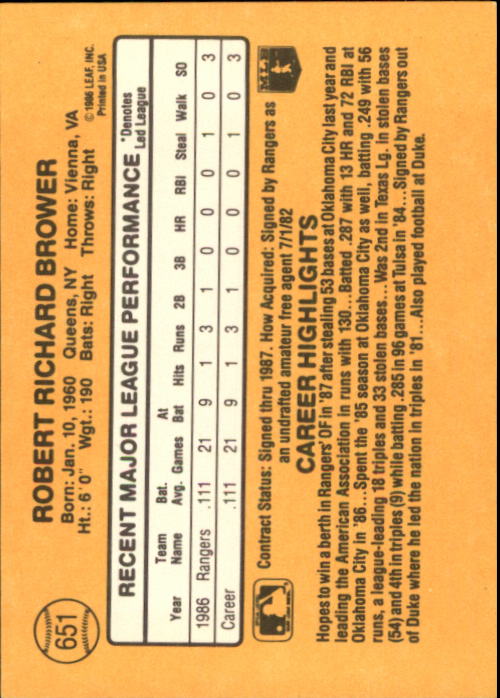 651
ROBERT RICHARD BROWER
Born: Jan. 10, 1960 Queens, NY Home: Vienna, VA
Ht.: 6' 0" Wgt.: 190 Bats: Right Throws: Right
© 1986 LEAF, INC.
Printed in USA
RECENT MAJOR LEAGUE PERFORMANCE *Denotes Led League
Year Team Name Bat. Avg. Games At Bat Hits Runs 2B 3B HR RBI Steal Walk SO
1986 Rangers .111 21 9 1 3 1 0 0 0 1 0 3
Career .111 21 9 1 3 1 0 0 0 1 0 3
Contract Status: Signed thru 1987. How Acquired: Signed by Rangers as
an undrafted amateur free agent 7/1/82
CAREER HIGHLIGHTS
Hopes to win a berth in Rangers' OF in '87 after stealing 53 bases at Oklahoma City last year and
leading the American Association in runs with 130...Batted .287 with 13 HR and 72 RBI at
Oklahoma City in '86...Spent the '85 season at Oklahoma City as well, batting .249 with 56
runs, a league-leading 18 triples and 33 stolen bases...Was 2nd in Texas Lg. in stolen bases
(54) and 4th in triples (9) while batting .285 in 96 games at Tulsa in '84...Signed by Rangers out
of Duke where he led the nation in triples in '81...Also played football at Duke.